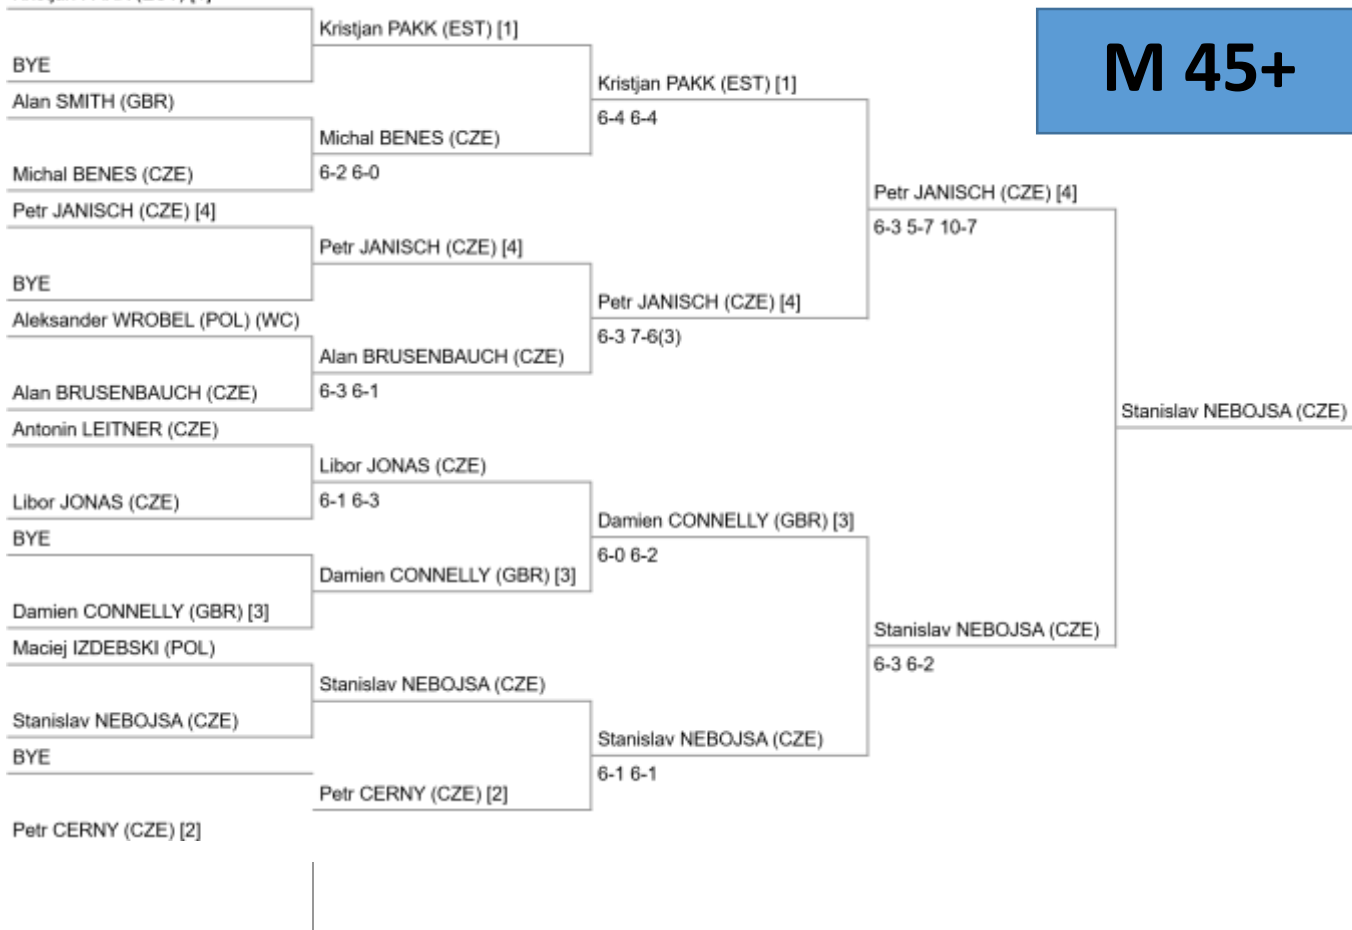 Kristjan PAKK (EST) [1]
BYE
Alan SMITH (GBR)
Michal BENES (CZE)
Petr JANISCH (CZE) [4]
BYE
Aleksander WROBEL (POL) (WC)
Alan BRUSENBAUCH (CZE)
Antonin LEITNER (CZE)
Libor JONAS (CZE)
BYE
Damien CONNELLY (GBR) [3]
Maciej IZDEBSKI (POL)
Stanislav NEBOJSA (CZE)
BYE
Petr CERNY (CZE) [2]
Kristjan PAKK (EST) [1]
Michal BENES (CZE)
6-2 6-0
Petr JANISCH (CZE) [4]
Alan BRUSENBAUCH (CZE)
6-3 6-1
Libor JONAS (CZE)
6-1 6-3
Damien CONNELLY (GBR) [3]
Stanislav NEBOJSA (CZE)
Petr CERNY (CZE) [2]
Kristjan PAKK (EST) [1]
6-4 6-4
Petr JANISCH (CZE) [4]
6-3 7-6(3)
Damien CONNELLY (GBR) [3]
6-0 6-2
Stanislav NEBOJSA (CZE)
6-1 6-1
Petr JANISCH (CZE) [4]
6-3 5-7 10-7
Stanislav NEBOJSA (CZE)
6-3 6-2
Stanislav NEBOJSA (CZE)
M 45+